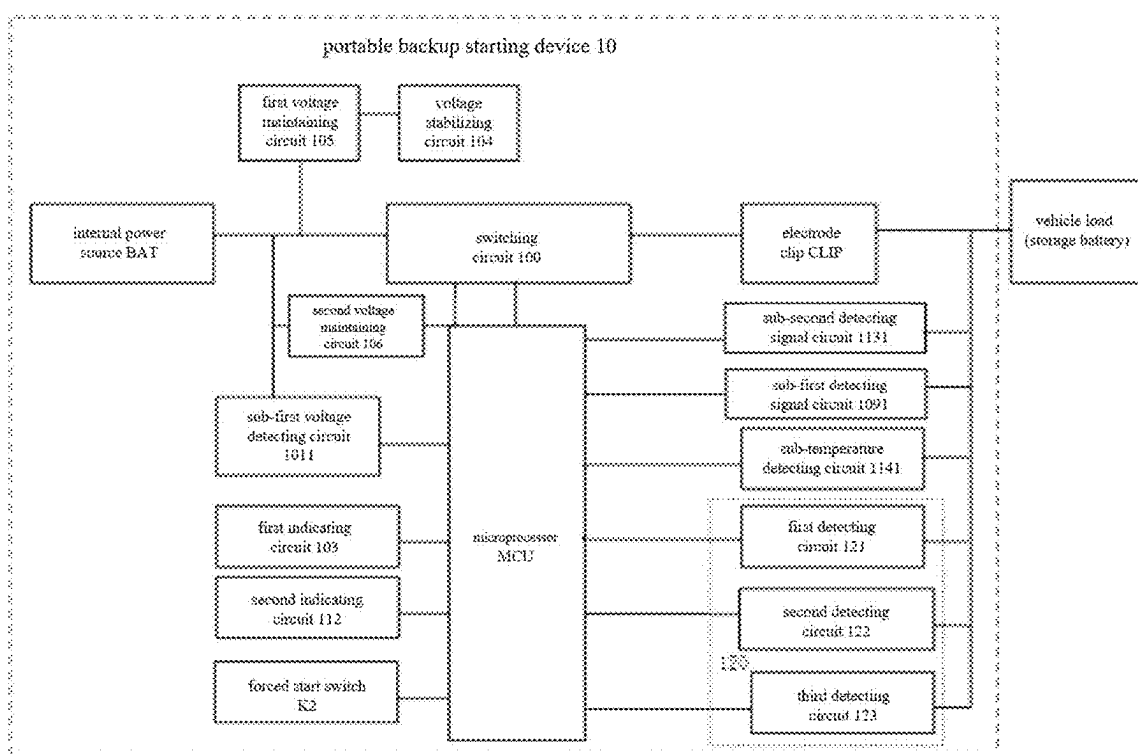 portable backup starting device 10
first voltage
maintaining
circuit 105
voltage
stabilizing
circuit 104
internal power
source BAT
switching
circuit 100
electrode
clip CLIP
vehicle load
(storage battery)
second voltage
maintaining
circuit 106
sub-second detecting
signal circuit 1131
sub-first detecting
signal circuit 1091
sub-first voltage
detecting circuit
1011
sub-temperature
detecting circuit 1141
first indicating
circuit 103
microprocessor
MCU
first detecting
circuit 121
second indicating
circuit 112
second detecting
circuit 122
120
forced start switch
K2
third detecting
circuit 123